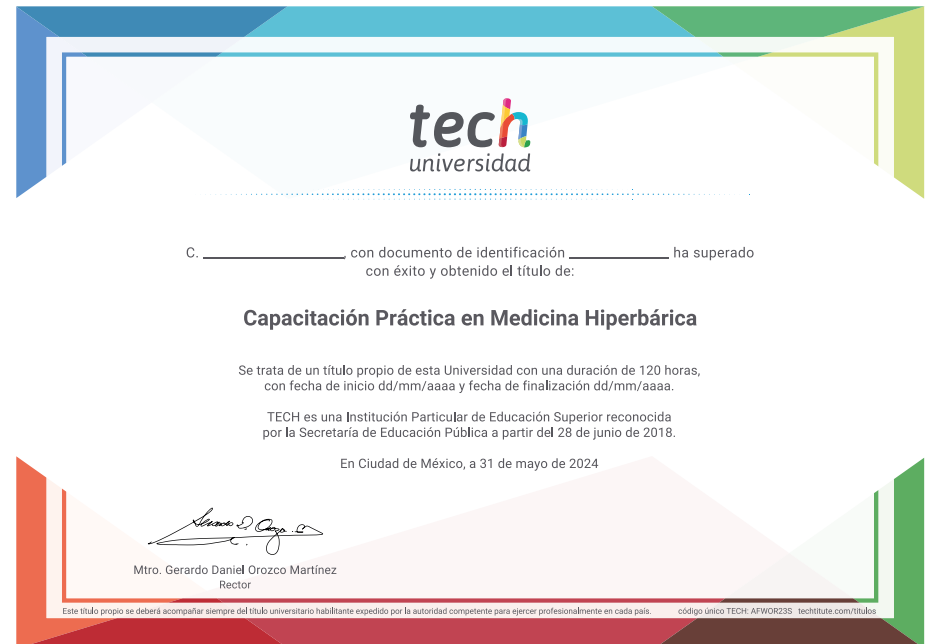 tech
universidad
C. ____________, con documento de identificación ____________ ha superado
con éxito y obtenido el título de:
Capacitación Práctica en Medicina Hiperbárica
Se trata de un título propio de esta Universidad con una duración de 120 horas,
con fecha de inicio dd/mm/aaaa y fecha de finalización dd/mm/aaaa.
TECH es una Institución Particular de Educación Superior reconocida
por la Secretaría de Educación Pública a partir del 28 de junio de 2018.
En Ciudad de México, a 31 de mayo de 2024
Mtro. Gerardo Daniel Orozco Martínez
Rector
Este título propio se deberá acompañar siempre del título universitario habilitante expedido por la autoridad competente para ejercer profesionalmente en cada país. código único TECH: AFWOR23S techtitute.com/titulos